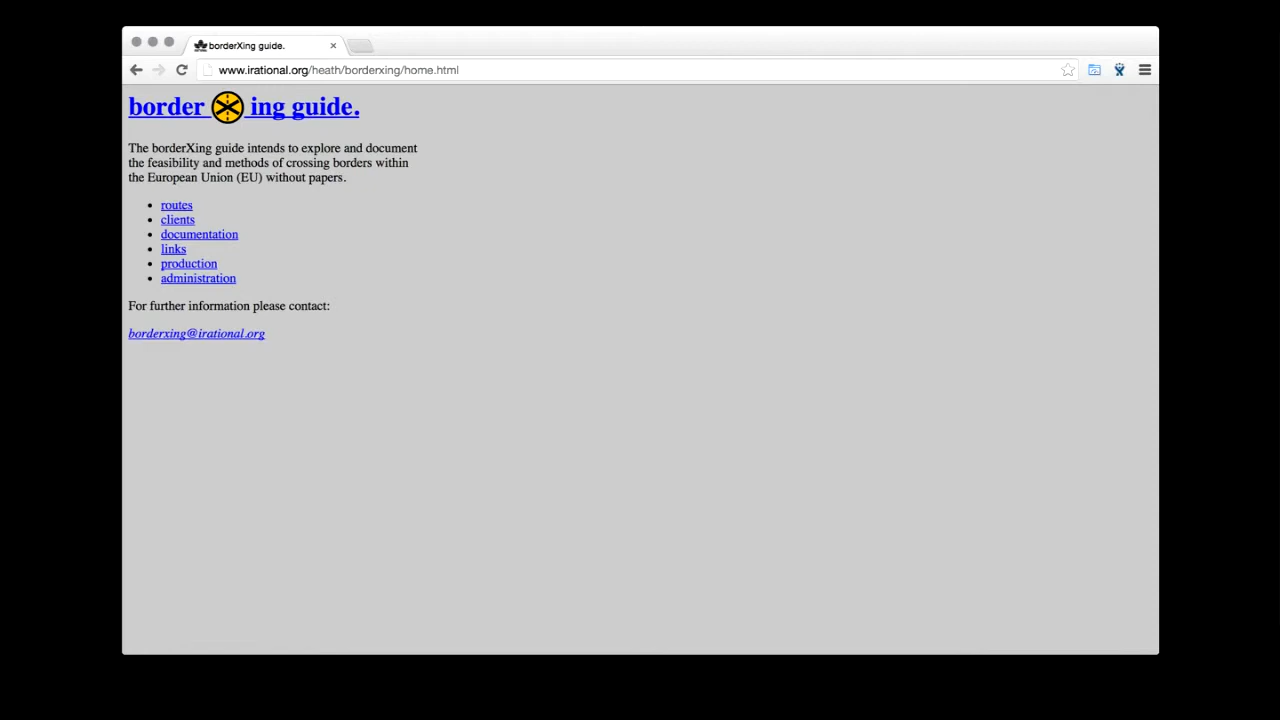 borderXing guide.
www.irational.org/heath/borderxing/home.html
border ing guide.
The borderXing guide intends to explore and document
the feasibility and methods of crossing borders within
the European Union (EU) without papers.
routes
clients
documentation
links
production
administration
For further information please contact:
borderxing@irational.org